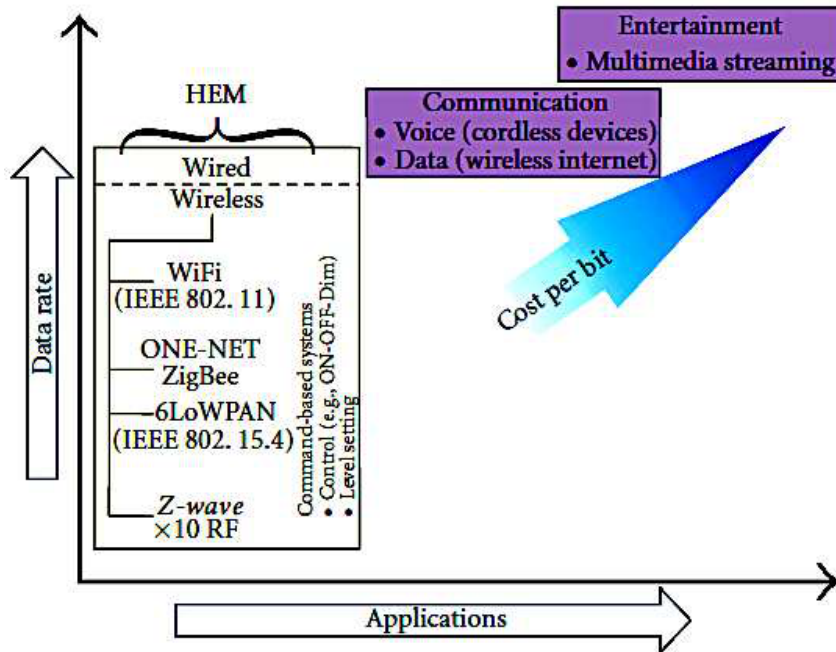 Entertainment
• Multimedia streaming
HEM
Communication
• Voice (cordless devices)
• Data (wireless internet)
Wired
Wireless
WiFi
(IEEE 802. 11)
ONE-NET
ZigBee
6LoWPAN
(IEEE 802. 15.4)
Z-wave
×10 RF
Command-based systems
• Control (e.g., ON-OFF-Dim)
• Level setting
Cost per bit
Data rate
Applications